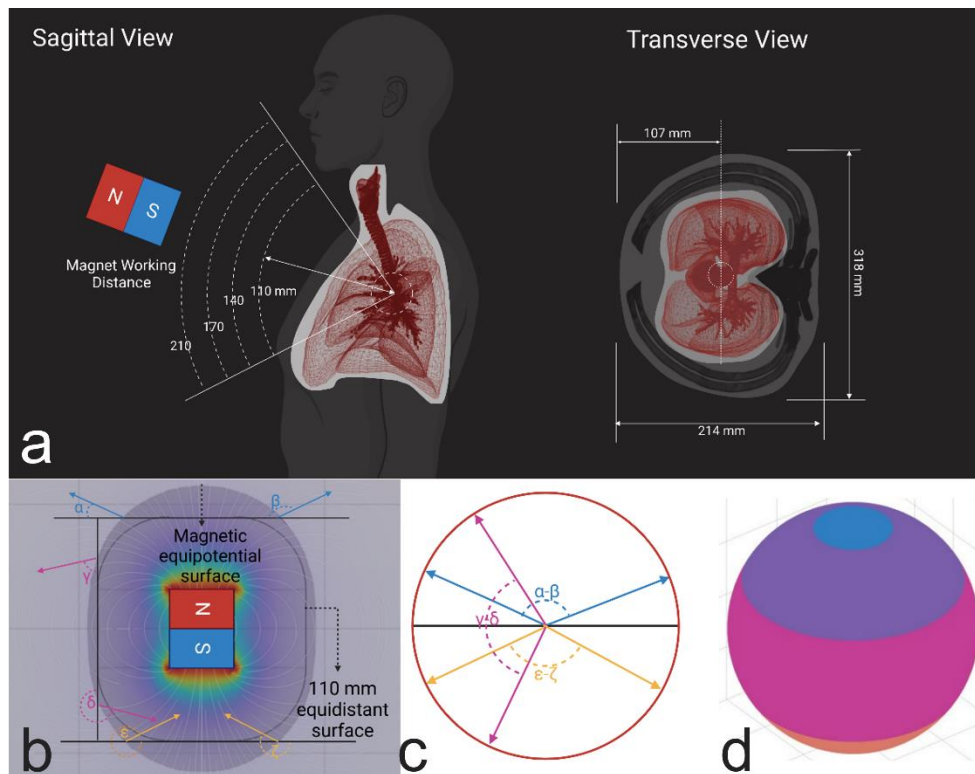 Sagittal View
Transverse View
107 mm
N
S
Magnet Working
Distance
110 mm
140
170
210
318 mm
214 mm
a
α
β
Magnetic
equipotential
surface
γ
N
S
δ
110 mm
equidistant
surface
ε
ζ
b
α-β
γ-δ
ε-ζ
c
d